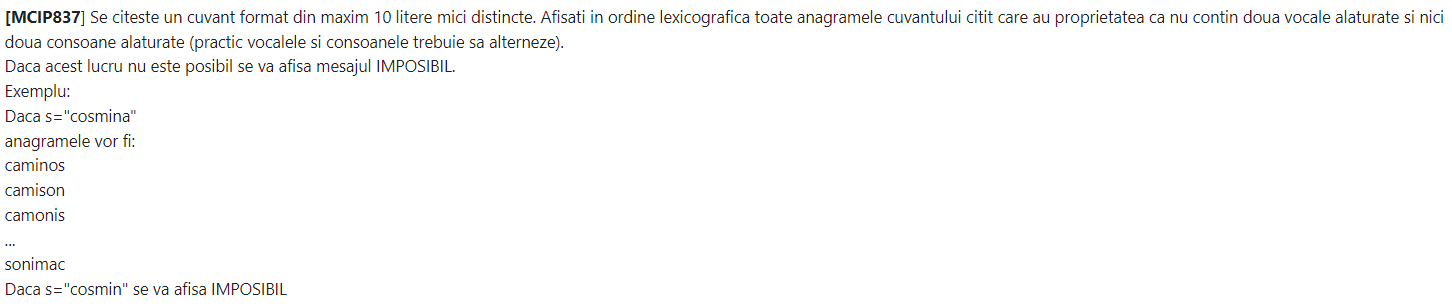 [MCIP837] Se citeste un cuvant format din maxim 10 litere mici distincte. Afisati in ordine lexicografica toate anagramele cuvantului citit care au proprietatea ca nu contin doua vocale alaturate si nici
doua consoane alaturate (practic vocalele si consoanele trebuie sa alterneze).
Daca acest lucru nu este posibil se va afisa mesajul IMPOSIBIL.
Exemplu:
Daca s="cosmina"
anagramele vor fi:
caminos
camison
camonis
...
sonimac
Daca s="cosmin" se va afisa IMPOSIBIL